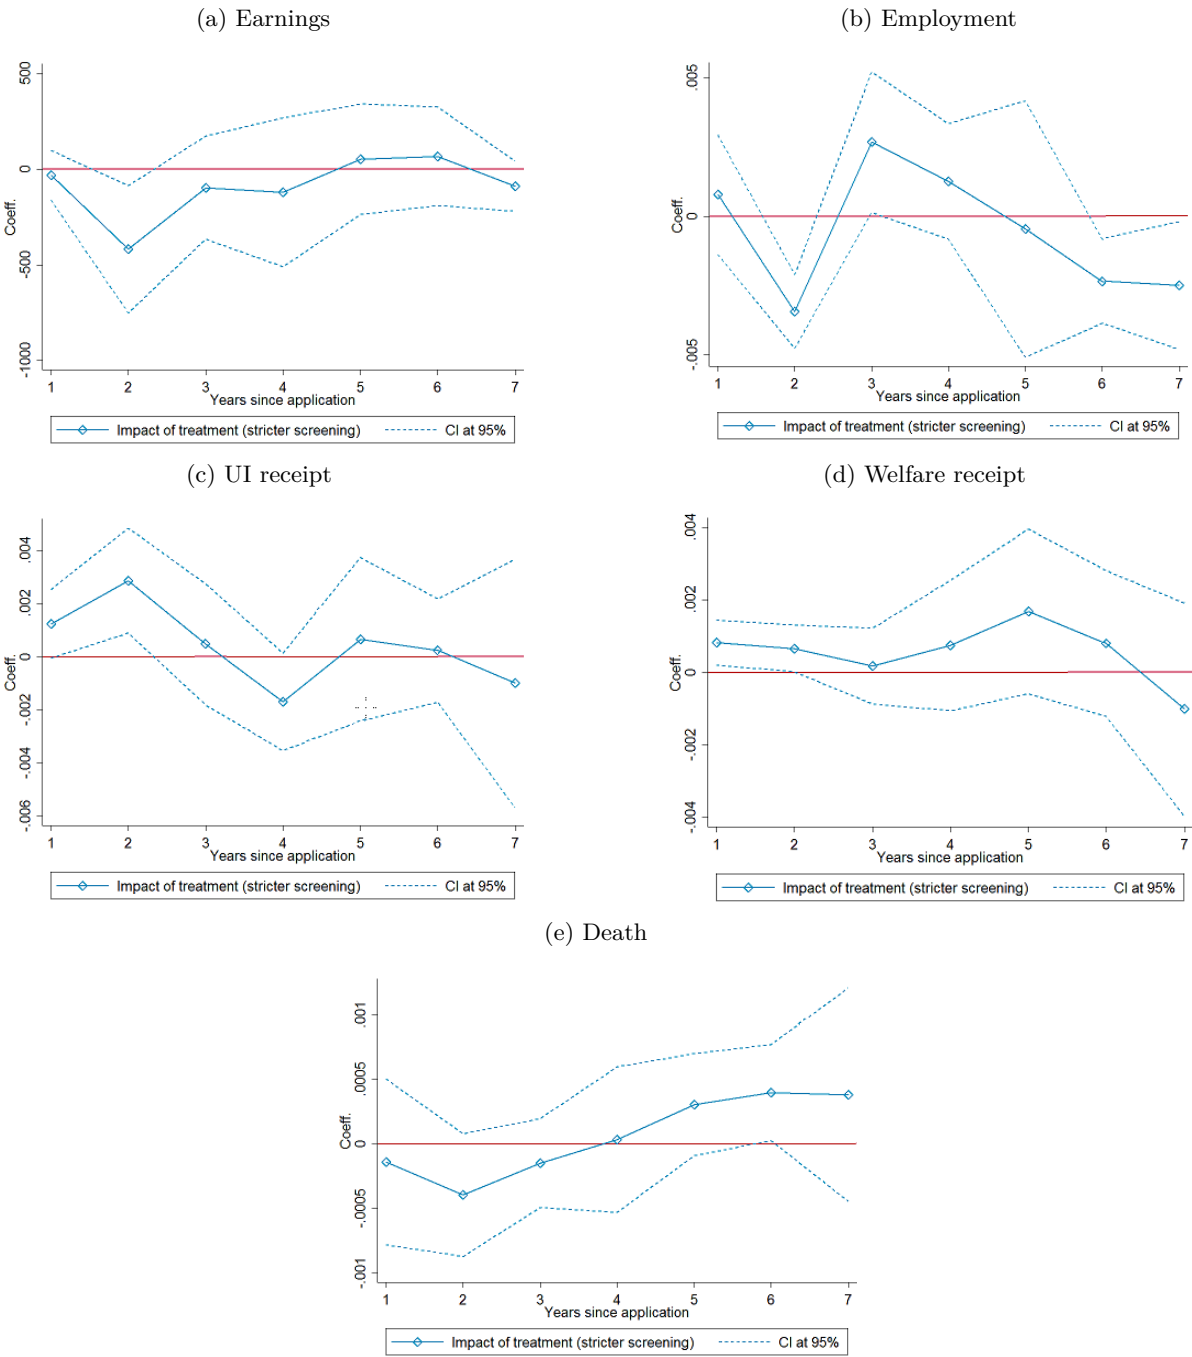 (a) Earnings
(b) Employment
500
0
-500
-1000
Coeff.
1 2 3 4 5 6 7
Years since application
Impact of treatment (stricter screening) CI at 95%
.005
0
-.005
Coeff.
1 2 3 4 5 6 7
Years since application
Impact of treatment (stricter screening) CI at 95%
(c) UI receipt
(d) Welfare receipt
.004
.002
0
-.002
-.004
-.006
Coeff.
1 2 3 4 5 6 7
Years since application
Impact of treatment (stricter screening) CI at 95%
.004
.002
0
-.002
-.004
Coeff.
1 2 3 4 5 6 7
Years since application
Impact of treatment (stricter screening) CI at 95%
(e) Death
.001
.0005
0
-.0005
-.001
Coeff.
1 2 3 4 5 6 7
Years since application
Impact of treatment (stricter screening) CI at 95%